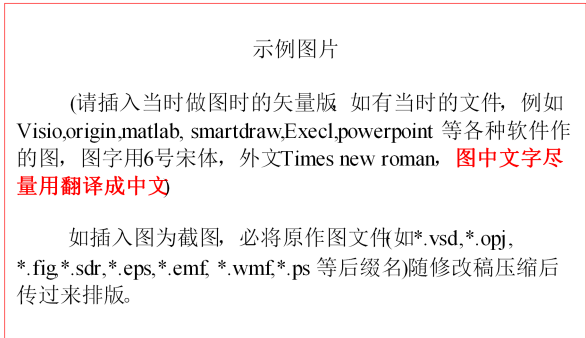 示例图片
(请插入当时做图时的矢量版, 如有当时的文件, 例如
Visio,origin,matlab, smartdraw,Execl,powerpoint 等各种软件作
的图，图字用6号宋体，外文Times new roman，图中文字尽
量用翻译成中文)
如插入图为截图，必将原作图文件(如*.vsd,*.opj,
*.fig,*.sdr,*.eps,*.emf, *.wmf,*.ps 等后缀名)随修改稿压缩后
传过来排版。